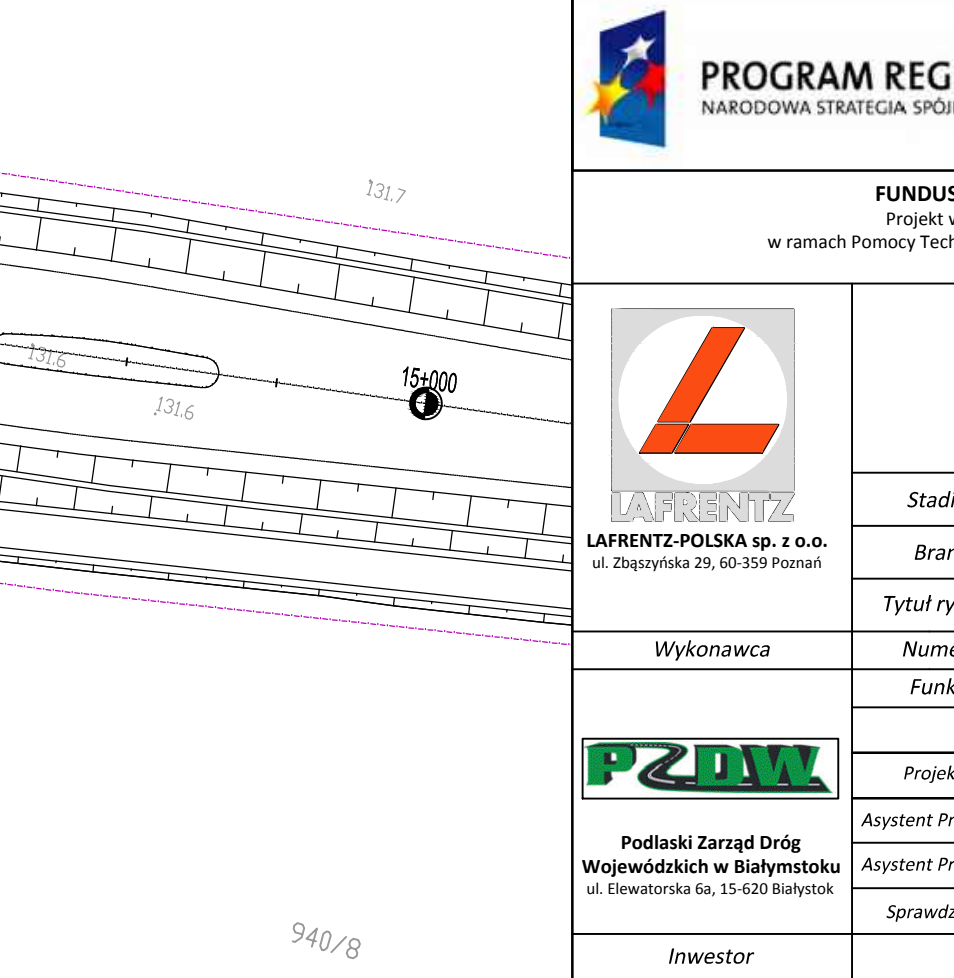 131.7
131.6
15+000
131.6
940/8
PROGRAM REG
NARODOWA STRATEGIA SPÓJ
FUNDUS
Projekt w
w ramach Pomocy Tech
LAFRENTZ
LAFRENTZ-POLSKA sp. z o.o.
ul. Zbąszyńska 29, 60-359 Poznań
Stadi
Bran
Tytuł ry
Wykonawca
Nume
Funk
PZDW
Projek
Asystent Pr
Podlaski Zarząd Dróg
Wojewódzkich w Białymstoku
ul. Elewatorska 6a, 15-620 Białystok
Asystent Pr
Sprawdz
Inwestor